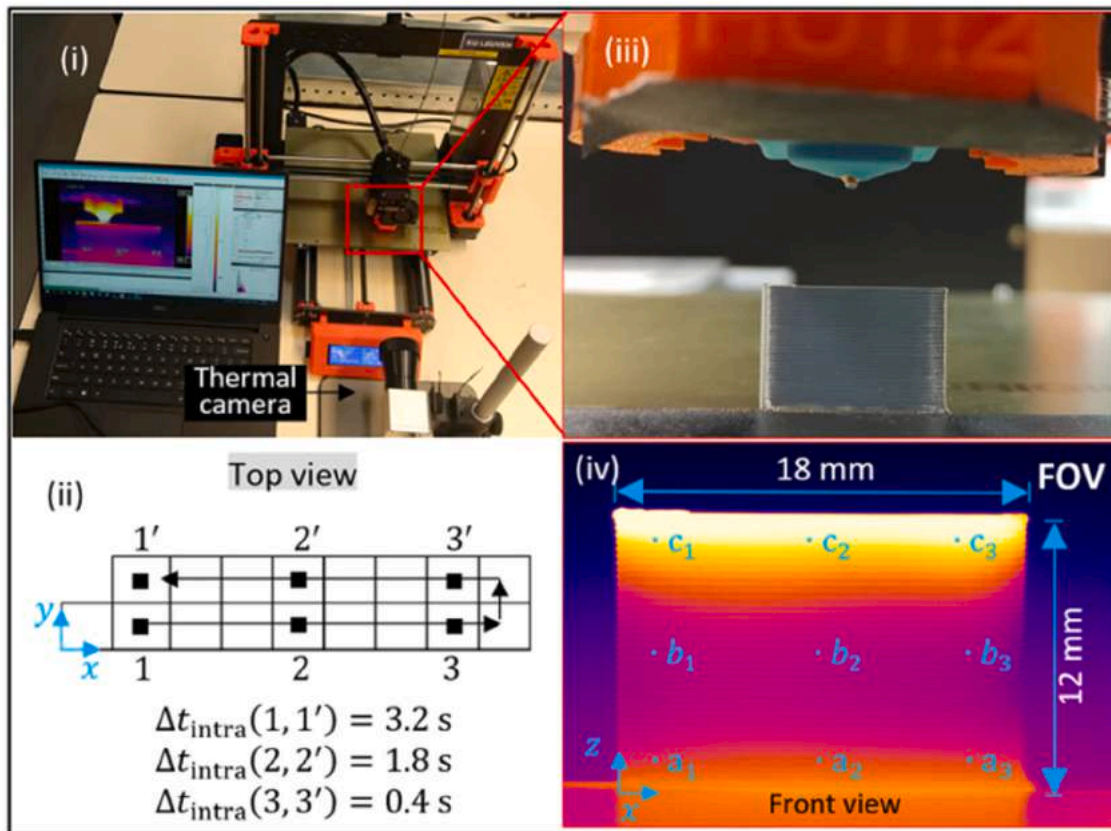 (i)
Thermal
camera
(iii)
(ii)
Top view
1′ 2′ 3′
y
x
1 2 3
Δt_intra(1, 1′) = 3.2 s
Δt_intra(2, 2′) = 1.8 s
Δt_intra(3, 3′) = 0.4 s
(iv)
18 mm
FOV
c₁ c₂ c₃
b₁ b₂ b₃
12 mm
z
a₁ a₂ a₃
x
Front view